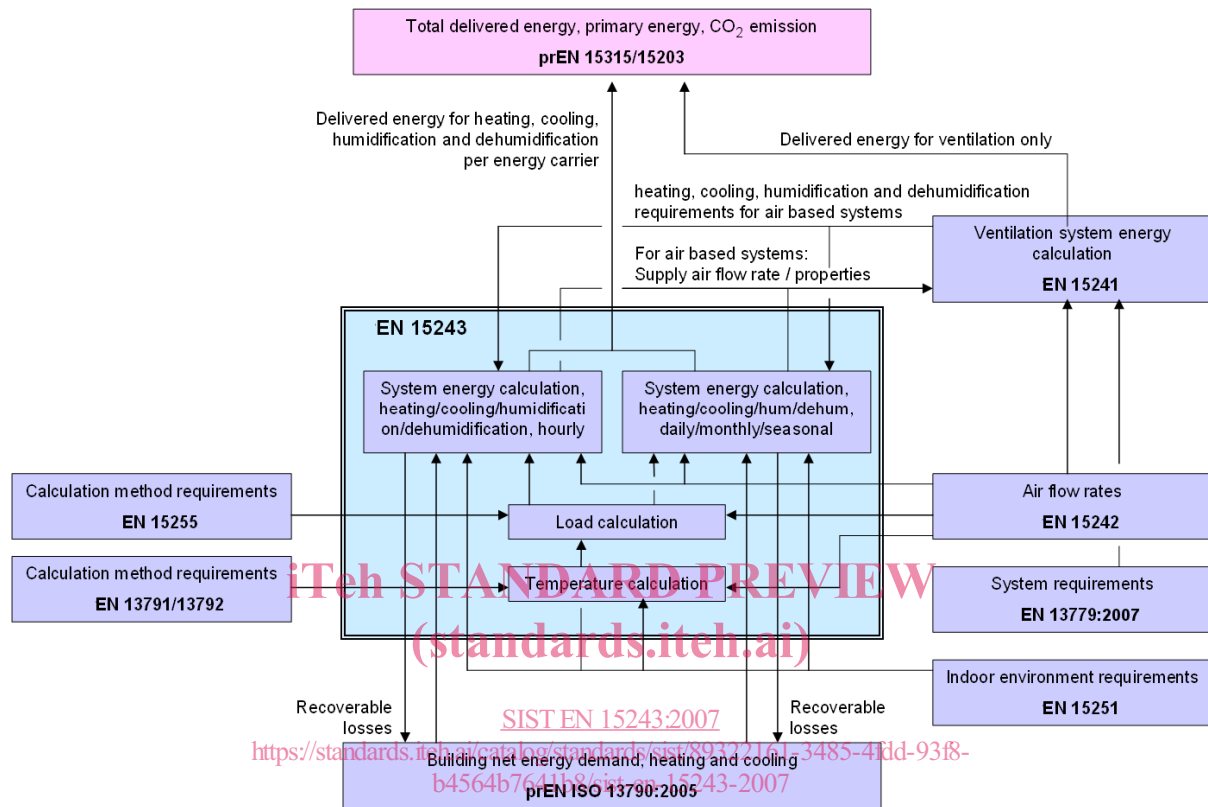 Total delivered energy, primary energy, CO2 emission
prEN 15315/15203
Delivered energy for heating, cooling,
humidification and dehumidification
per energy carrier
Delivered energy for ventilation only
heating, cooling, humidification and dehumidification
requirements for air based systems
Ventilation system energy
calculation
EN 15241
For air based systems:
Supply air flow rate / properties
EN 15243
System energy calculation,
heating/cooling/humidificati
on/dehumidification, hourly
System energy calculation,
heating/cooling/hum/dehum,
daily/monthly/seasonal
Calculation method requirements
EN 15255
Load calculation
Air flow rates
EN 15242
Calculation method requirements
EN 13791/13792
Temperature calculation
System requirements
EN 13779:2007
iTeh STANDARD PREVIEW
(standards.iteh.ai)
Indoor environment requirements
EN 15251
Recoverable
losses
Recoverable
losses
SIST EN 15243:2007
https://standards.iteh.ai/catalog/standards/sist/89322161-3485-4fdd-93f8-
b4564b7641b8/sist-en-15243-2007
Building net energy demand, heating and cooling
prEN ISO 13790:2005